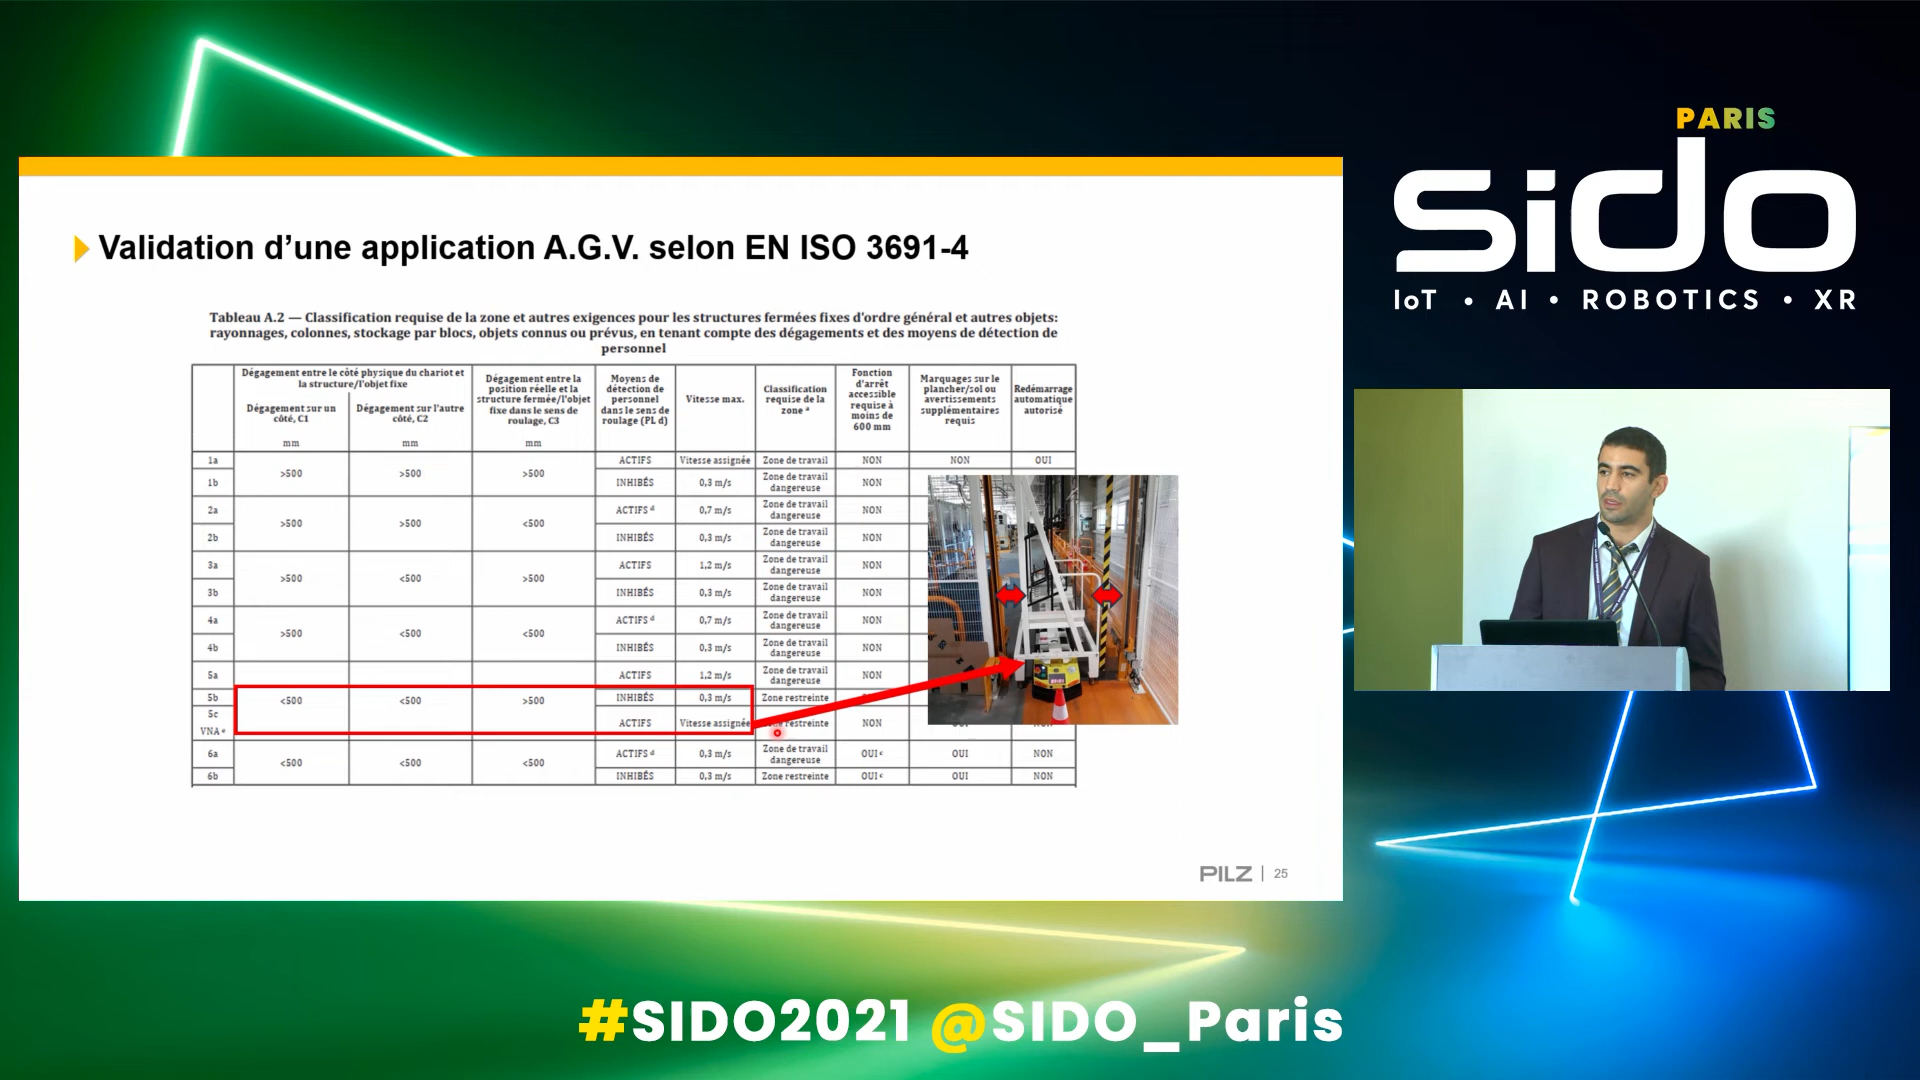 PARIS
sido
IoT • AI • ROBOTICS • XR
Validation d’une application A.G.V. selon EN ISO 3691-4
Tableau A.2 — Classification requise de la zone et autres exigences pour les structures fermées fixes d'ordre général et autres objets:
rayonnages, colonnes, stockage par blocs, objets connus ou prévus, en tenant compte des dégagements et des moyens de détection de
personnel
Dégagement entre le côté physique du chariot et
la structure/l'objet fixe
Dégagement sur un
côté, C1
mm
Dégagement sur l'autre
côté, C2
mm
Dégagement entre la
position réelle et la
structure fermée/l'objet
fixe dans le sens de
roulage, C3
mm
Moyens de
détection de
personnel
dans le sens de
roulage (PL d)
Vitesse max.
Classification
requise de la
zone a
Fonction
d'arrêt
accessible
requise à
moins de
600 mm
Marquages sur le
plancher/sol ou
avertissements
supplémentaires
requis
Redémarrage
automatique
autorisé
1a >500 >500 >500 ACTIFS Vitesse assignée Zone de travail NON NON OUI
1b INHIBÉS 0,3 m/s Zone de travail dangereuse NON
2a >500 >500 <500 ACTIFS d 0,7 m/s Zone de travail dangereuse NON
2b INHIBÉS 0,3 m/s Zone de travail dangereuse NON
3a >500 <500 >500 ACTIFS 1,2 m/s Zone de travail dangereuse NON
3b INHIBÉS 0,3 m/s Zone de travail dangereuse NON
4a >500 <500 <500 ACTIFS d 0,7 m/s Zone de travail dangereuse NON
4b INHIBÉS 0,3 m/s Zone de travail dangereuse NON
5a <500 <500 >500 ACTIFS 1,2 m/s Zone de travail dangereuse NON
5b INHIBÉS 0,3 m/s Zone restreinte
5c VNA e ACTIFS Vitesse assignée restreinte NON
6a <500 <500 <500 ACTIFS d 0,3 m/s Zone de travail dangereuse OUI c OUI NON
6b INHIBÉS 0,3 m/s Zone restreinte OUI c OUI NON
PILZ | 25
#SIDO2021 @SIDO_Paris